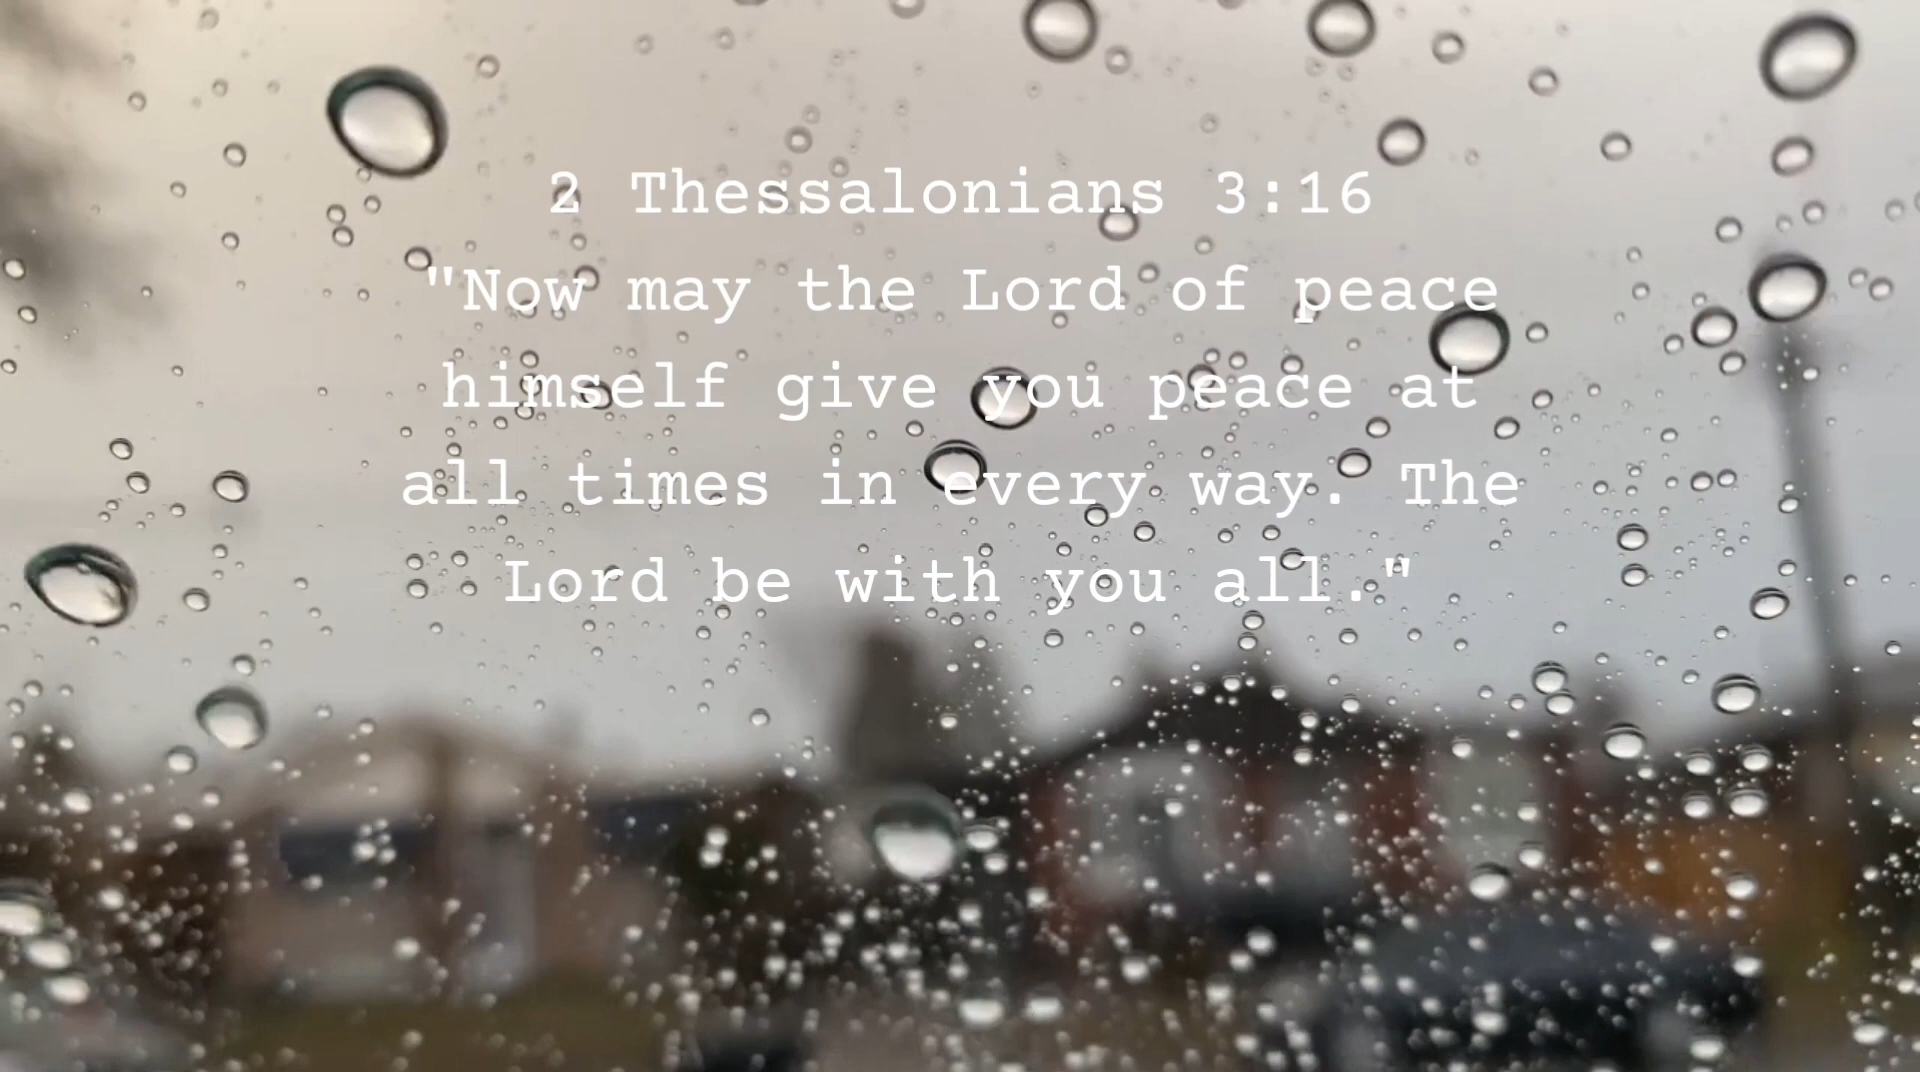 2 Thessalonians 3:16
"Now may the Lord of peace
himself give you peace at
all times in every way. The
Lord be with you all."